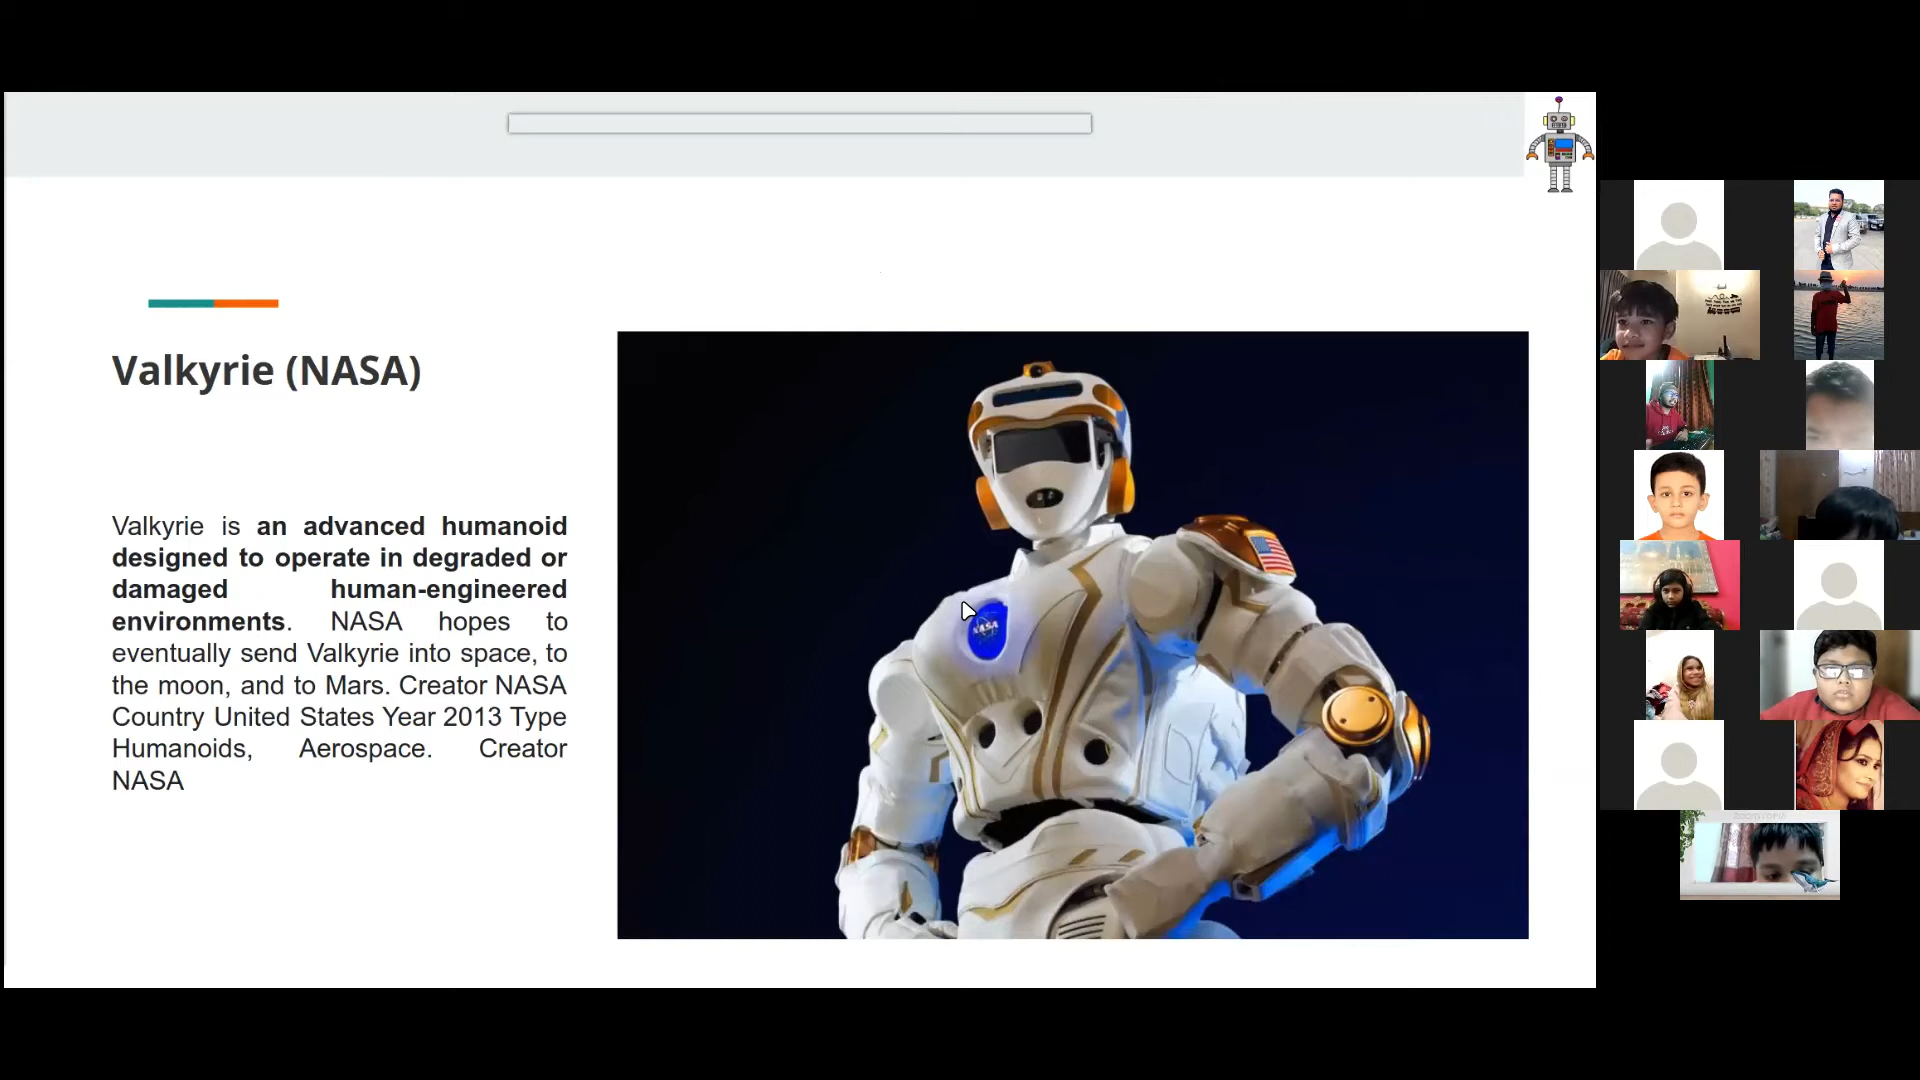 Valkyrie (NASA)
Valkyrie is an advanced humanoid
designed to operate in degraded or
damaged human-engineered
environments. NASA hopes to
eventually send Valkyrie into space, to
the moon, and to Mars. Creator NASA
Country United States Year 2013 Type
Humanoids, Aerospace. Creator
NASA
NASA